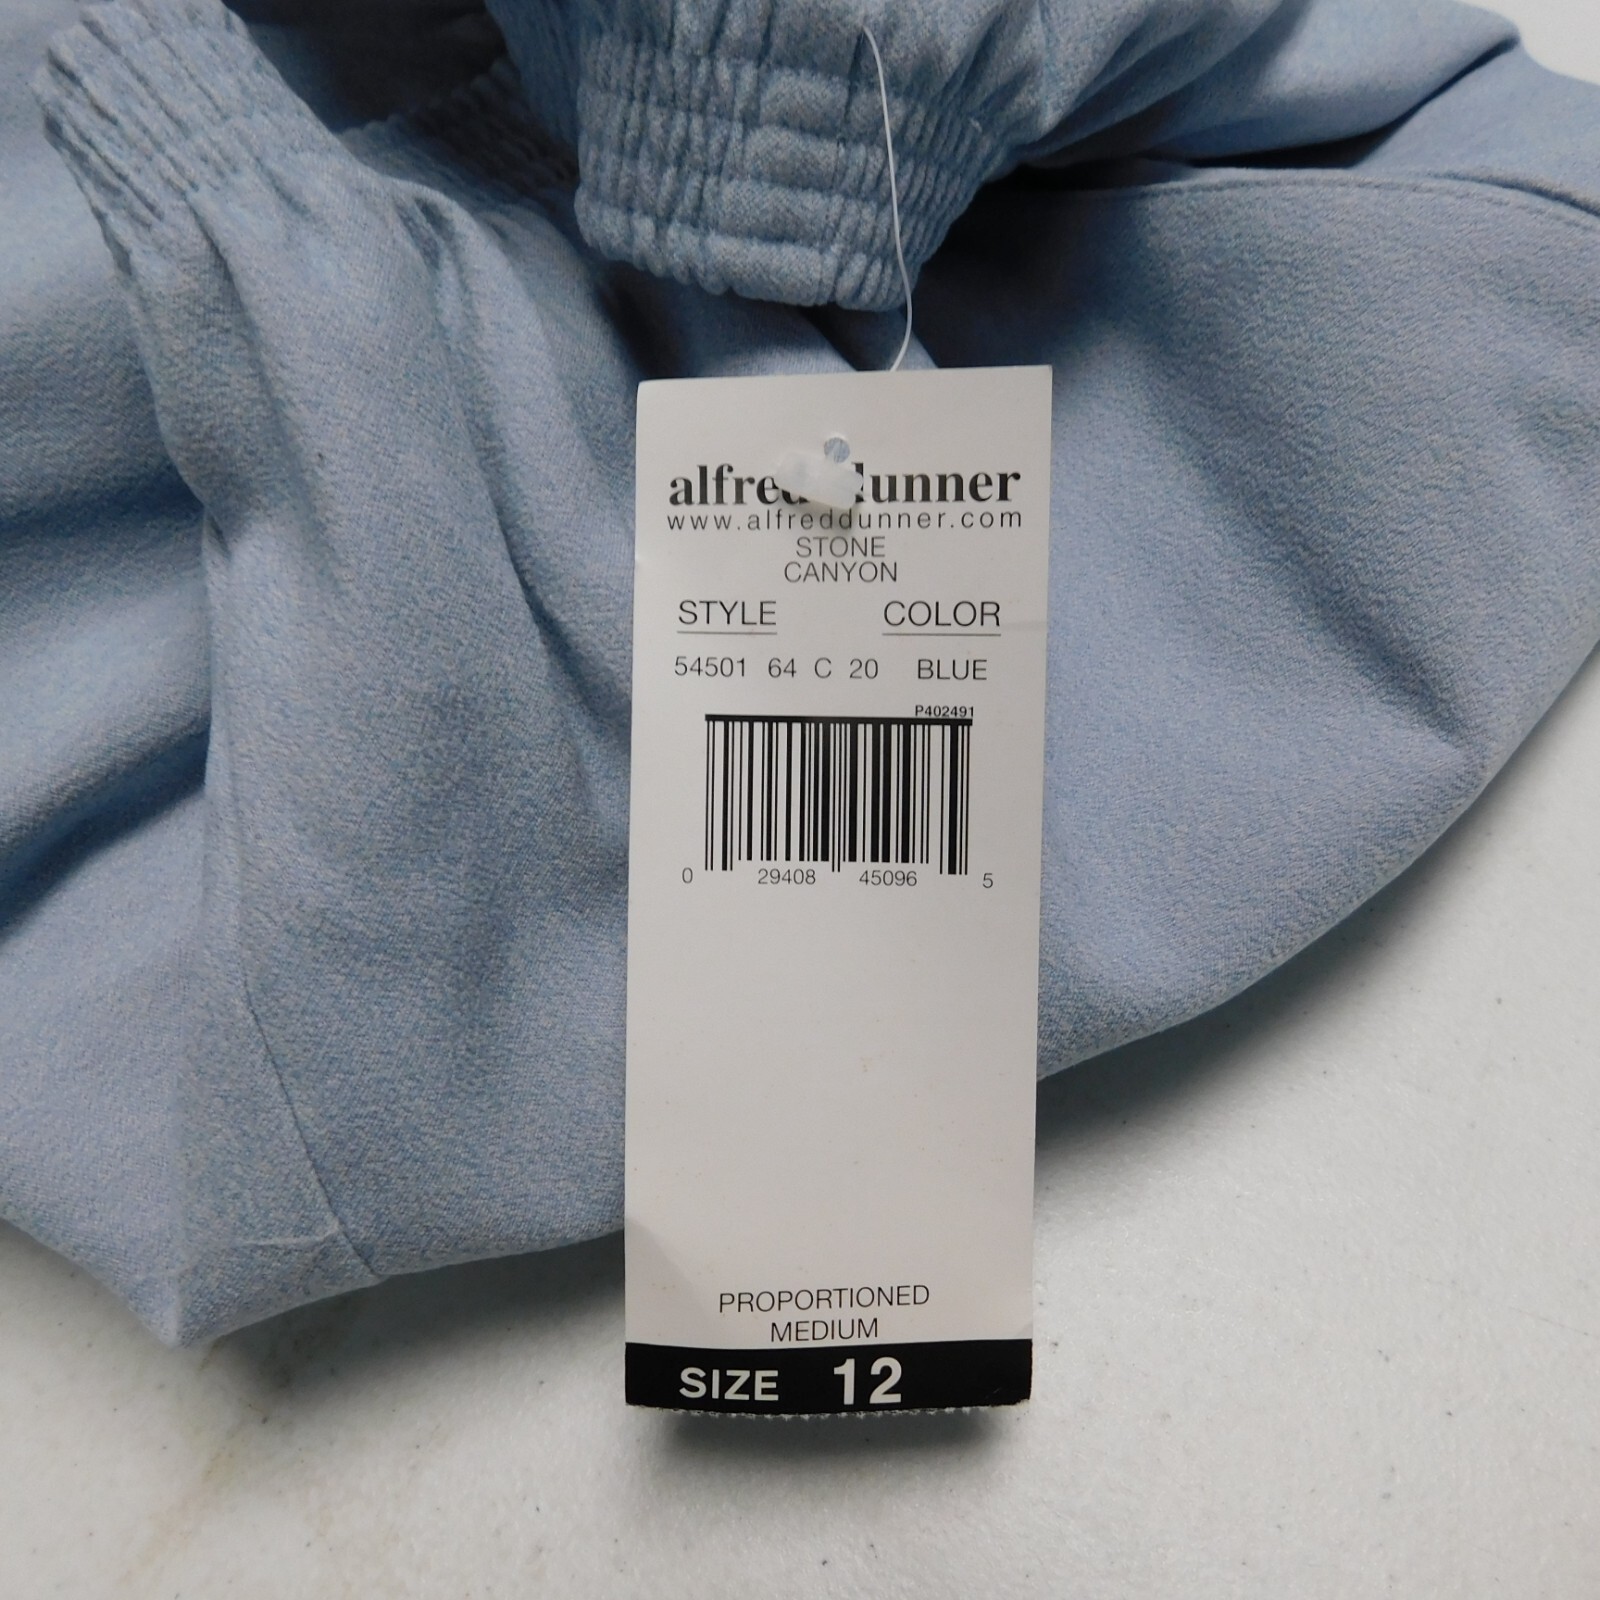 alfred dunner
www.alfreddunner.com
STONE
CANYON
STYLE COLOR
54501 64 C 20 BLUE
P402491
0 29408 45096 5
PROPORTIONED
MEDIUM
SIZE 12